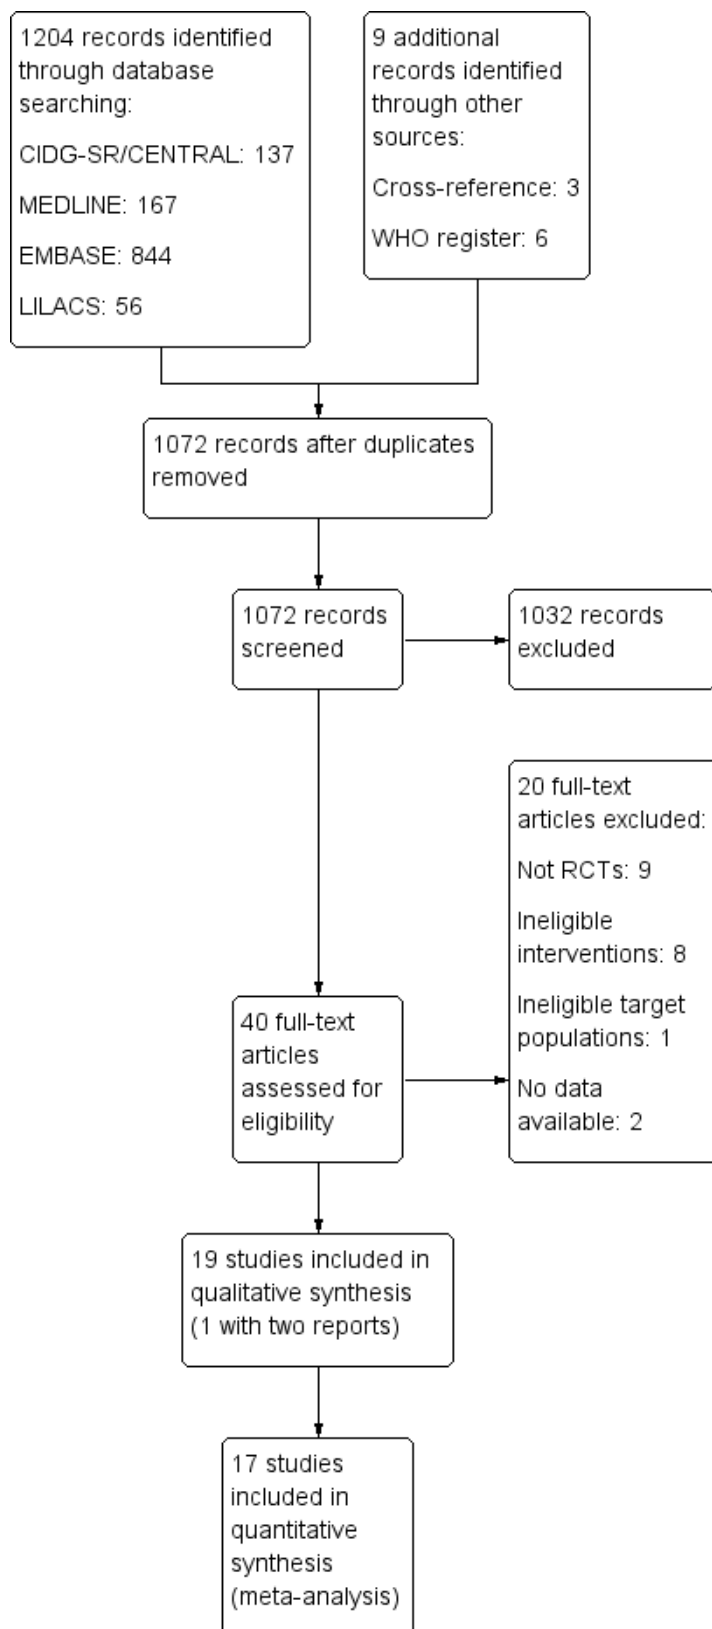 1204 records identified
through database
searching:
CIDG-SR/CENTRAL: 137
MEDLINE: 167
EMBASE: 844
LILACS: 56
9 additional
records identified
through other
sources:
Cross-reference: 3
WHO register: 6
1072 records after duplicates
removed
1072 records
screened
1032 records
excluded
20 full-text
articles excluded:
Not RCTs: 9
Ineligible
interventions: 8
Ineligible target
populations: 1
No data
available: 2
40 full-text
articles
assessed for
eligibility
19 studies included in
qualitative synthesis
(1 with two reports)
17 studies
included in
quantitative
synthesis
(meta-analysis)